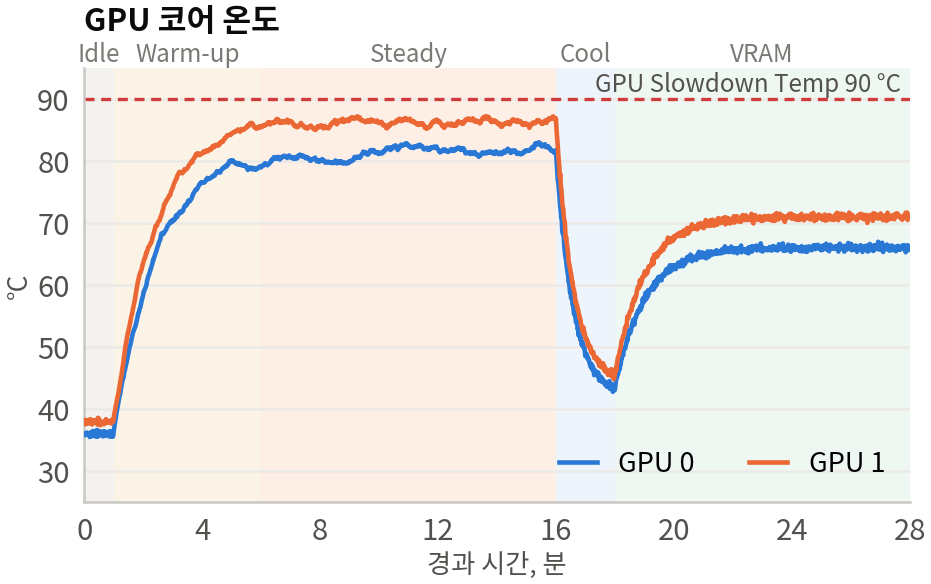 GPU 코어 온도
Idle Warm-up Steady Cool VRAM
GPU Slowdown Temp 90 °C
90
80
70
60
50
40
30
°C
GPU 0 GPU 1
0 4 8 12 16 20 24 28
경과 시간, 분